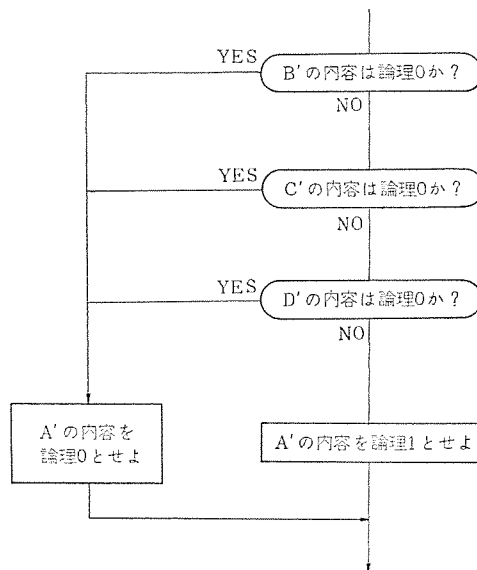 YES
B′の内容は論理0か？
NO
YES
C′の内容は論理0か？
NO
YES
D′の内容は論理0か？
NO
A′の内容を
論理0とせよ
A′の内容を論理1とせよ